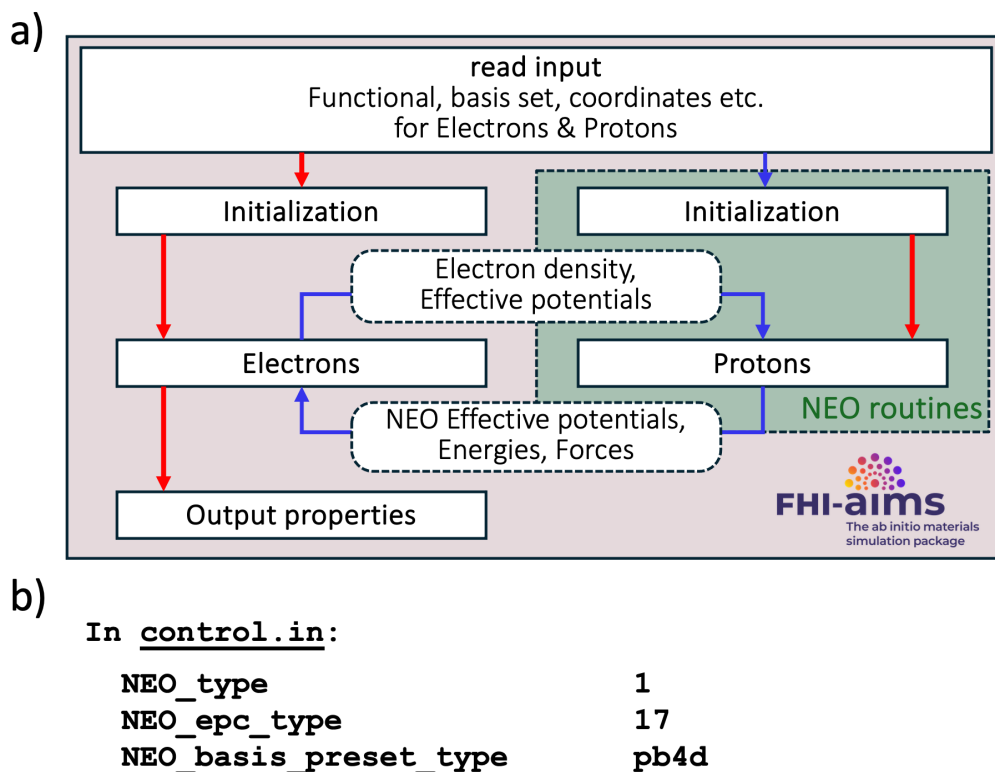 a)
read input
Functional, basis set, coordinates etc.
for Electrons & Protons
Initialization
Initialization
Electron density,
Effective potentials
Electrons
Protons
NEO Effective potentials,
Energies, Forces
NEO routines
Output properties
FHI-aims
The ab initio materials
simulation package
b)
In control.in:
NEO_type 1
NEO_epc_type 17
NEO_basis_preset_type pb4d